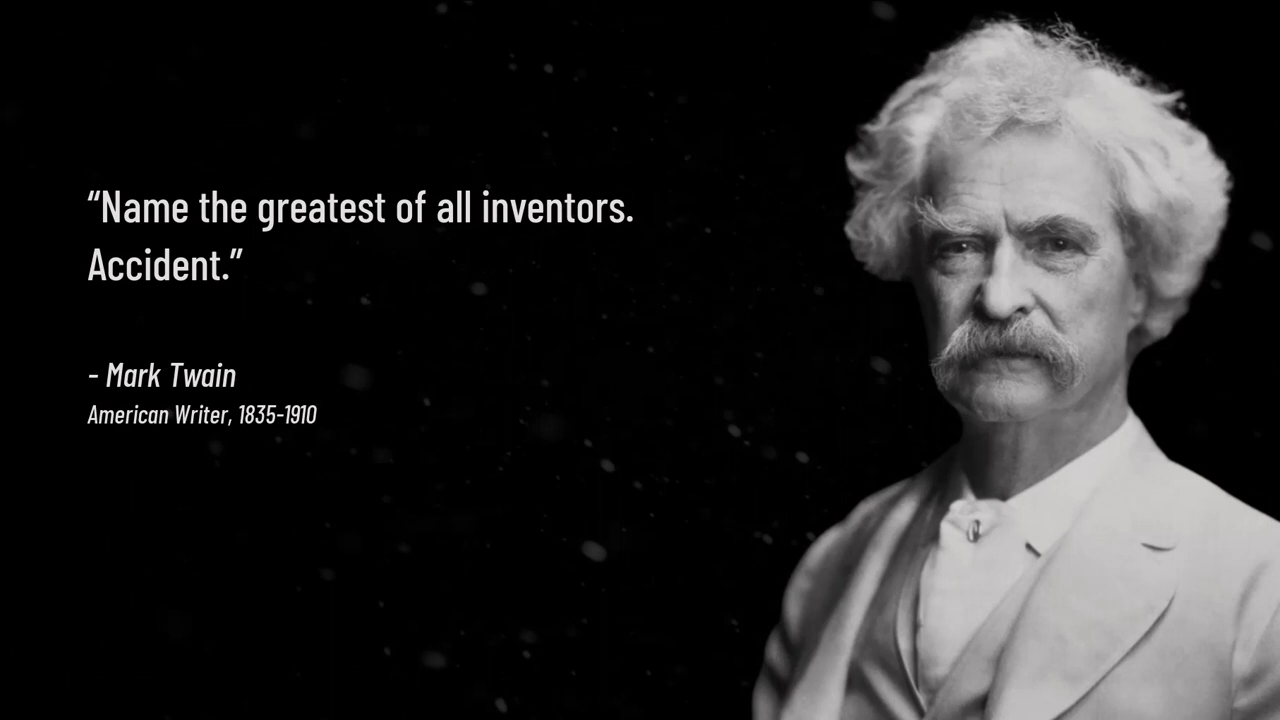 “Name the greatest of all inventors.
Accident.”
- Mark Twain
American Writer, 1835-1910